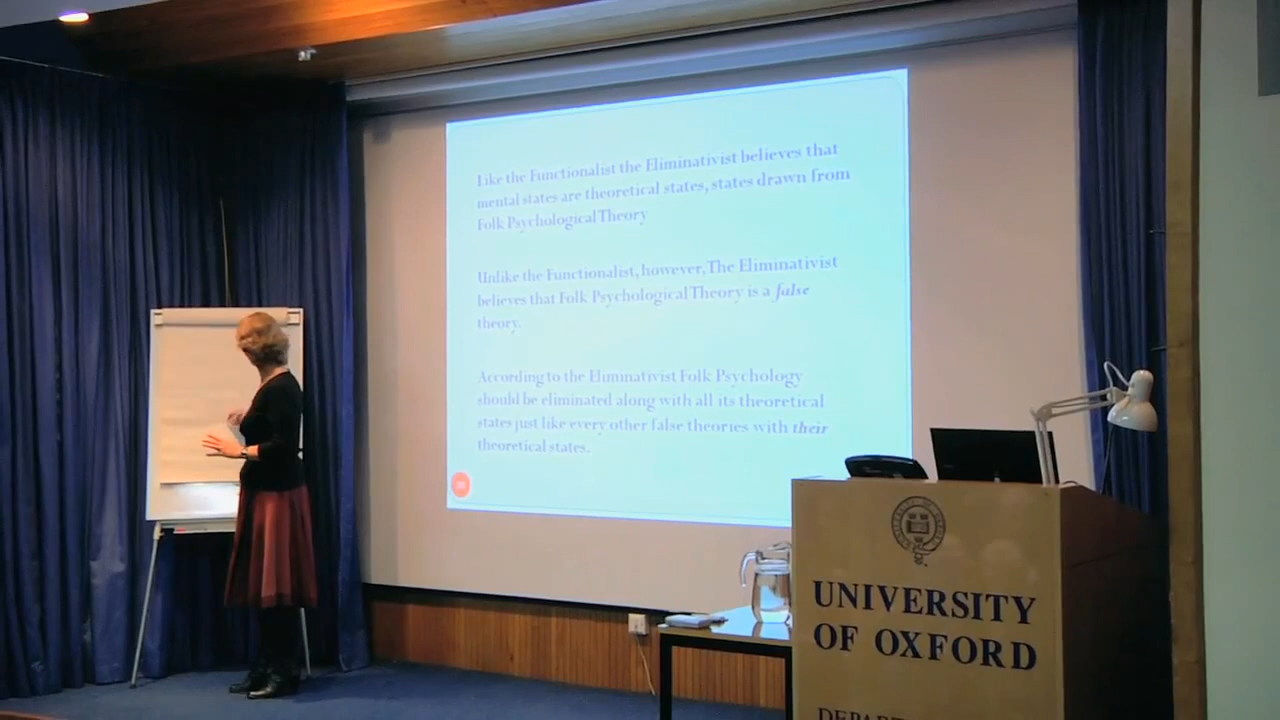 Like the Functionalist the Eliminativist believes that
mental states are theoretical states, states drawn from
Folk Psychological Theory
Unlike the Functionalist, however, The Eliminativist
believes that Folk Psychological Theory is a false
theory.
According to the Eliminativist Folk Psychology
should be eliminated along with all its theoretical
states just like every other false theories with their
theoretical states.
UNIVERSITY
OF OXFORD